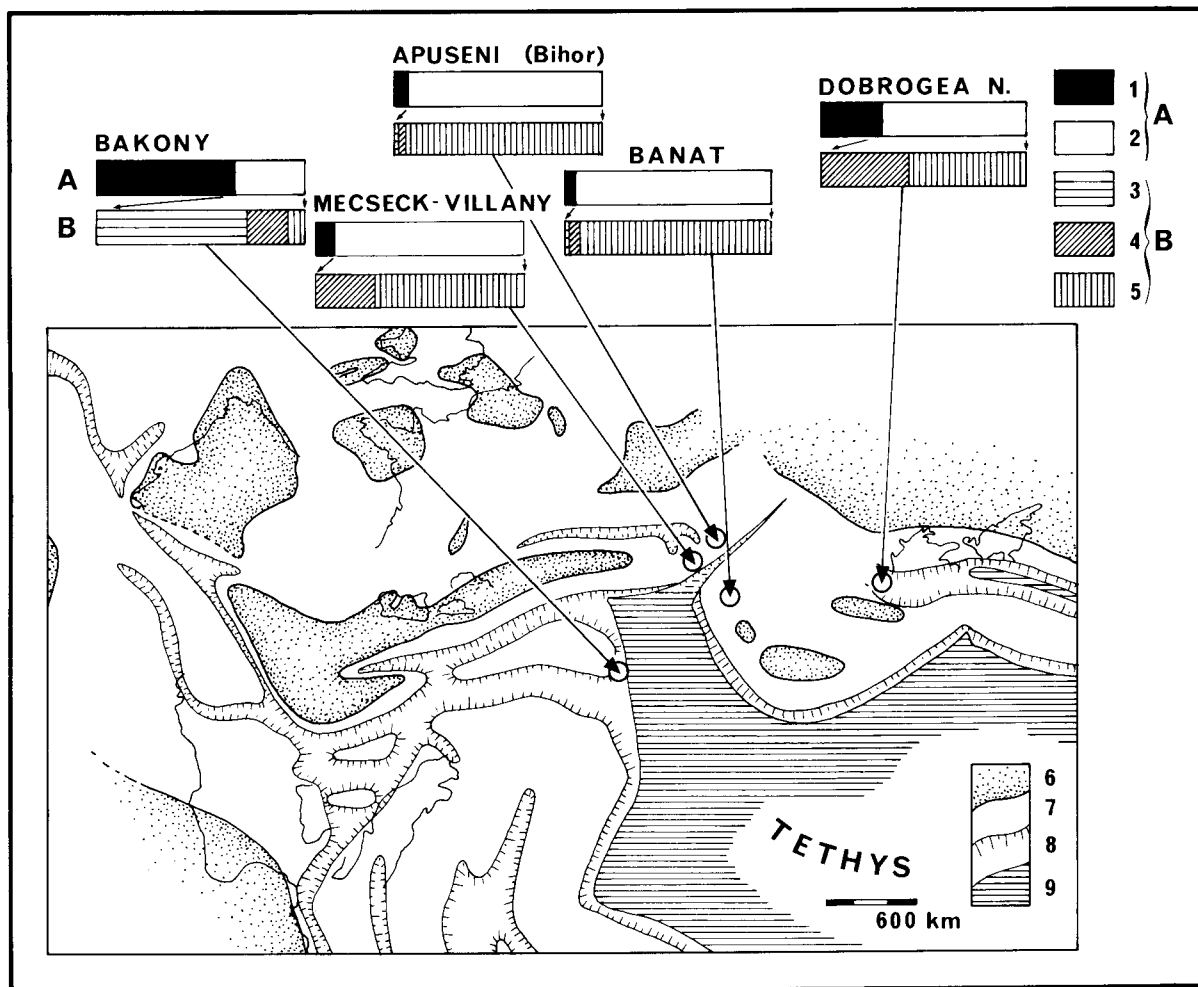 APUSENI (Bihor)
DOBROGEA N.
BAKONY
BANAT
MECSECK-VILLANY
A
B
1
2
A
3
4
5
B
6
7
8
9
TETHYS
600 km